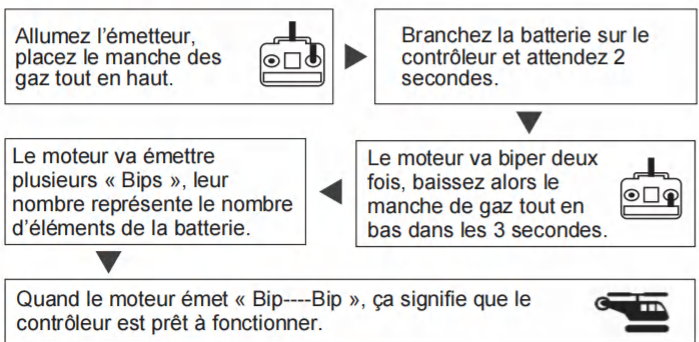 Allumez l'émetteur,
placez le manche des
gaz tout en haut.
Branchez la batterie sur le
contrôleur et attendez 2
secondes.
Le moteur va biper deux
fois, baissez alors le
manche de gaz tout en
bas dans les 3 secondes.
Le moteur va émettre
plusieurs « Bips », leur
nombre représente le nombre
d'éléments de la batterie.
Quand le moteur émet « Bip----Bip », ça signifie que le
contrôleur est prêt à fonctionner.